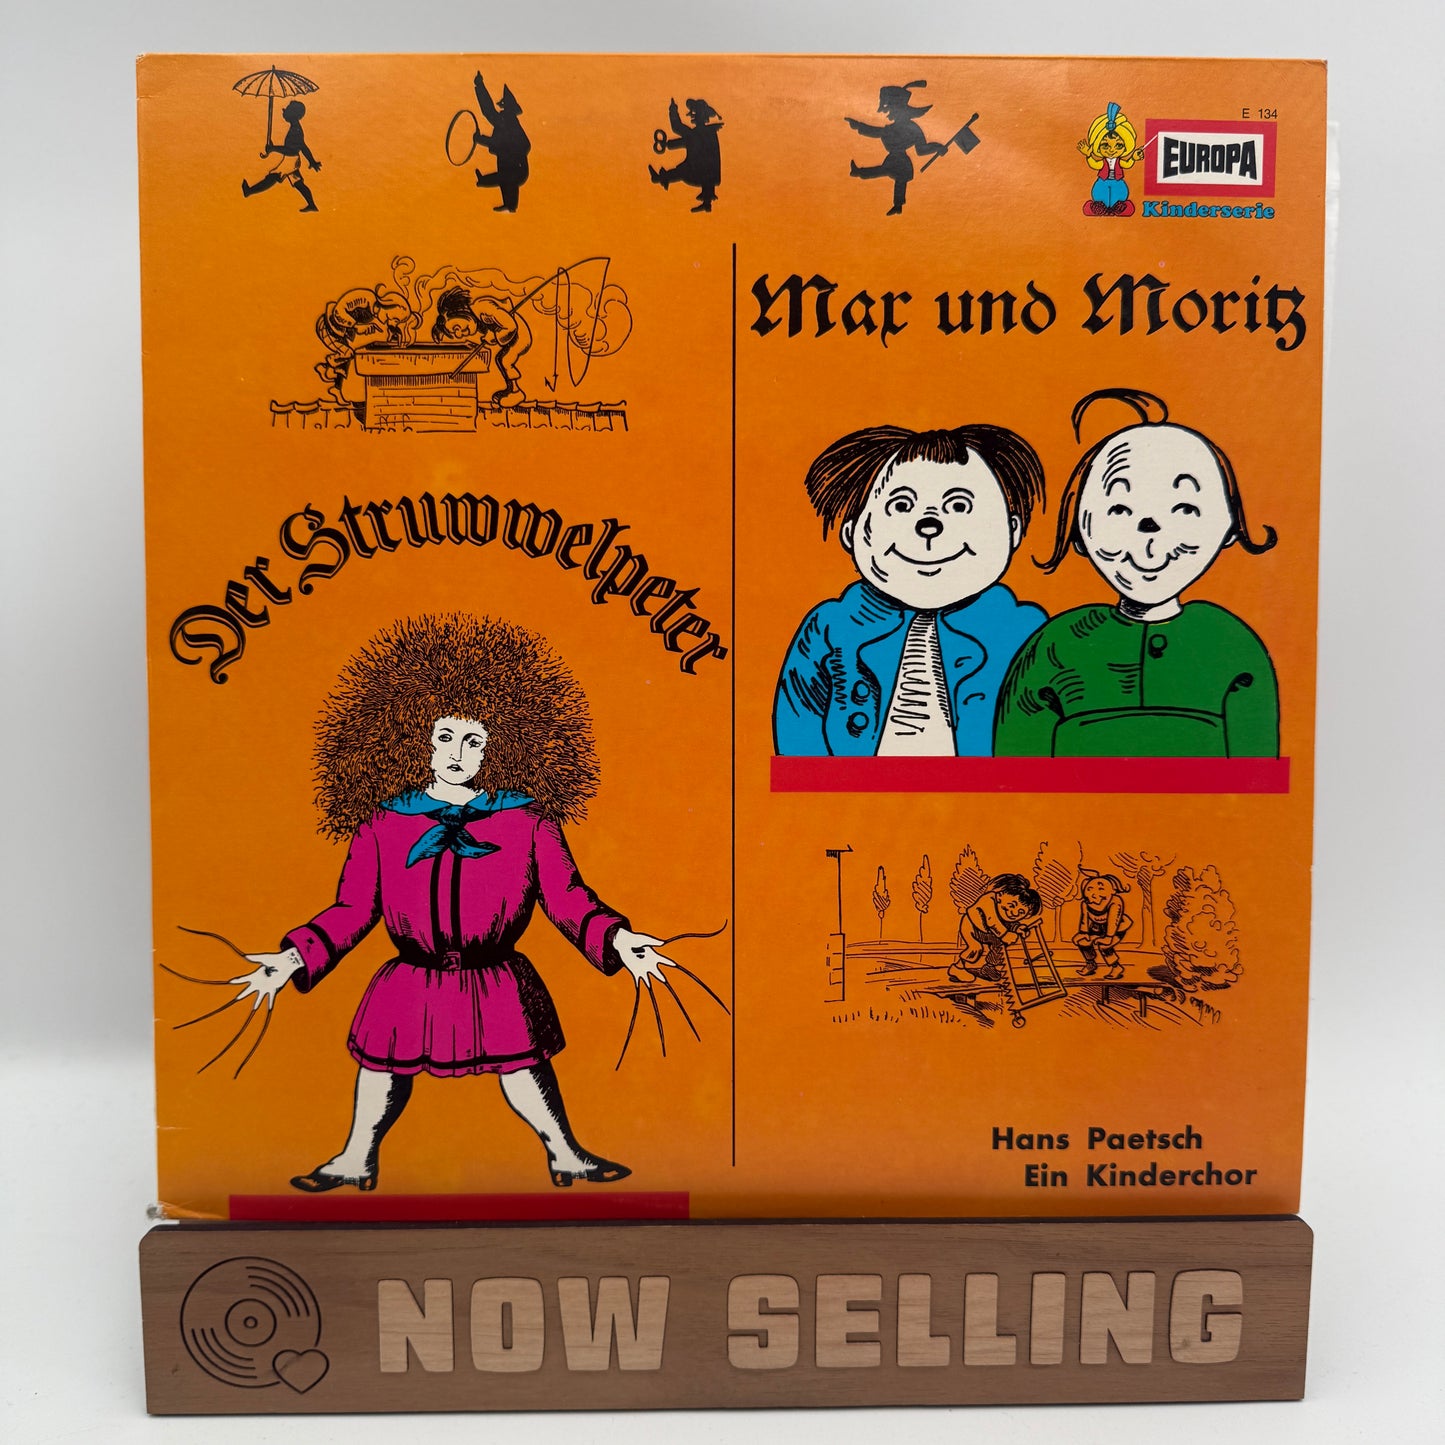 E 134
EUROPA
Kinderserie
Max und Moritz
Der Struwwelpeter
Hans Paetsch
Ein Kinderchor
NOW SELLING